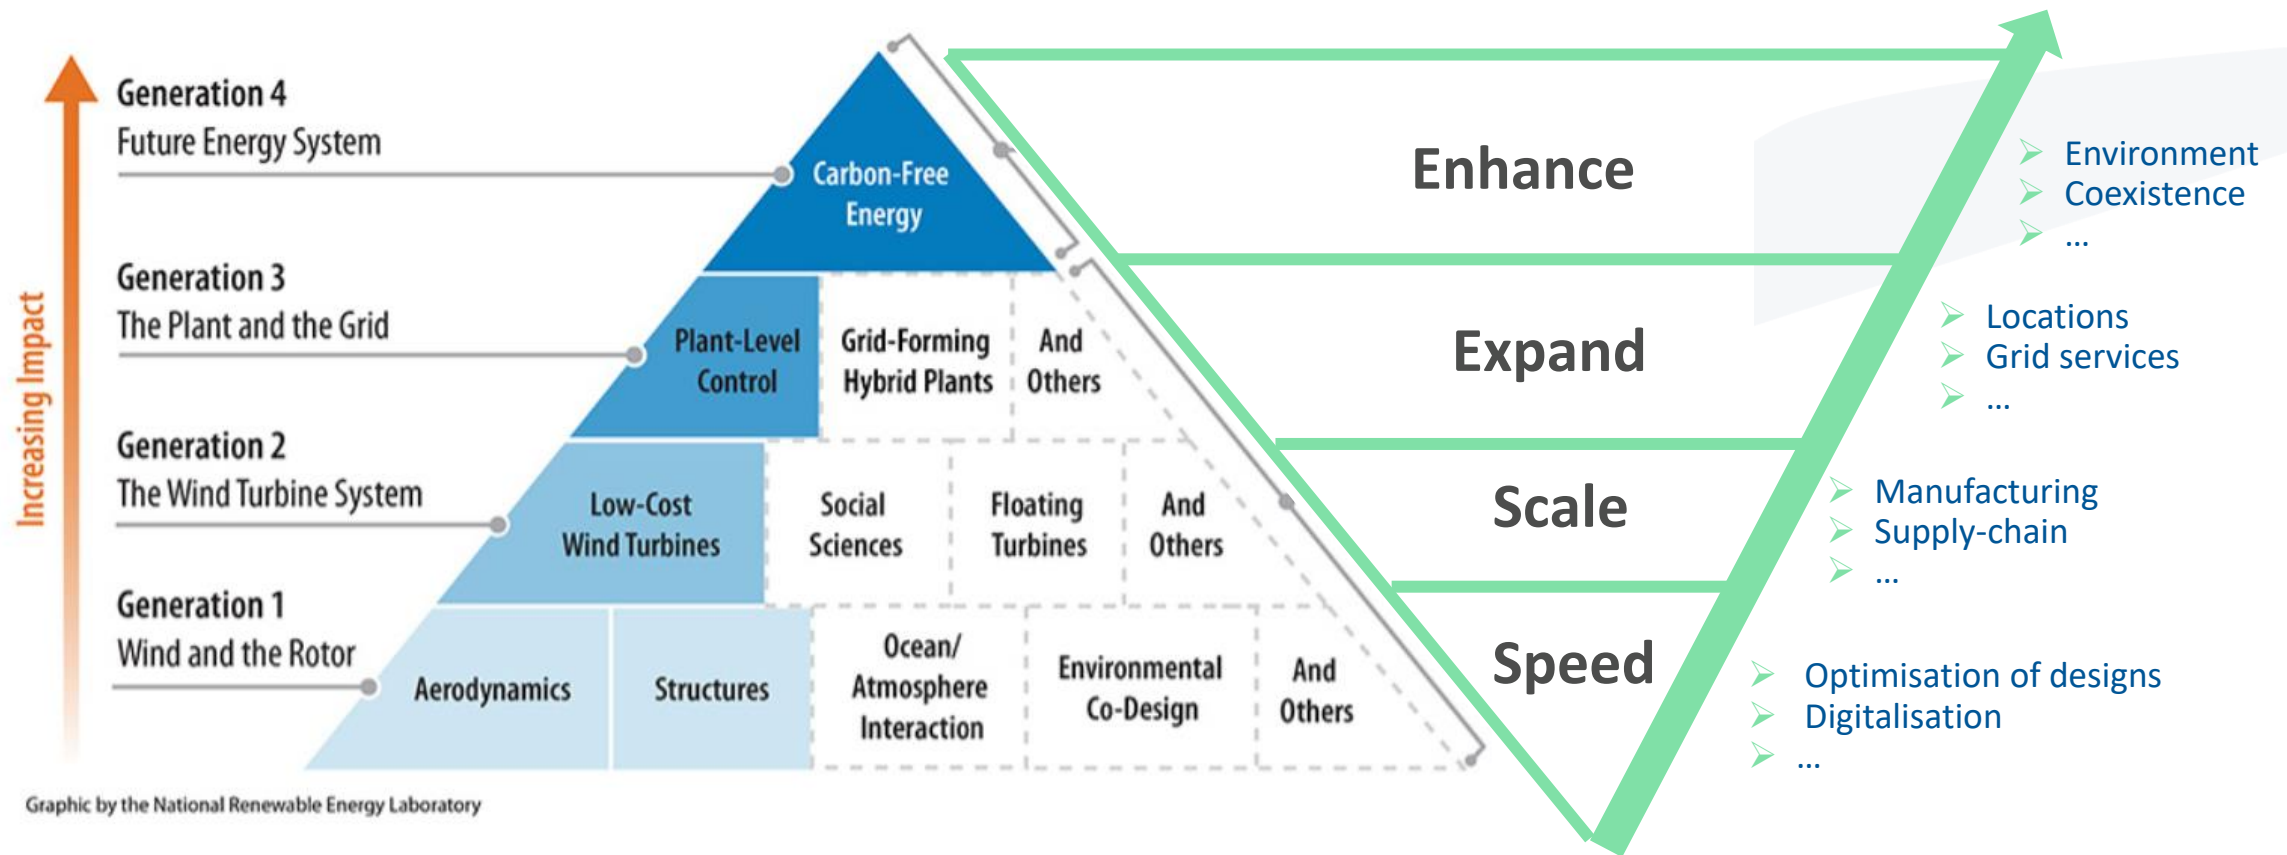 Increasing Impact
Generation 4
Future Energy System
Generation 3
The Plant and the Grid
Generation 2
The Wind Turbine System
Generation 1
Wind and the Rotor
Carbon-Free
Energy
Plant-Level
Control
Grid-Forming
Hybrid Plants
And
Others
Low-Cost
Wind Turbines
Social
Sciences
Floating
Turbines
And
Others
Aerodynamics
Structures
Ocean/
Atmosphere
Interaction
Environmental
Co-Design
And
Others
Graphic by the National Renewable Energy Laboratory
Enhance
Environment
Coexistence
...
Expand
Locations
Grid services
...
Scale
Manufacturing
Supply-chain
...
Speed
Optimisation of designs
Digitalisation
...